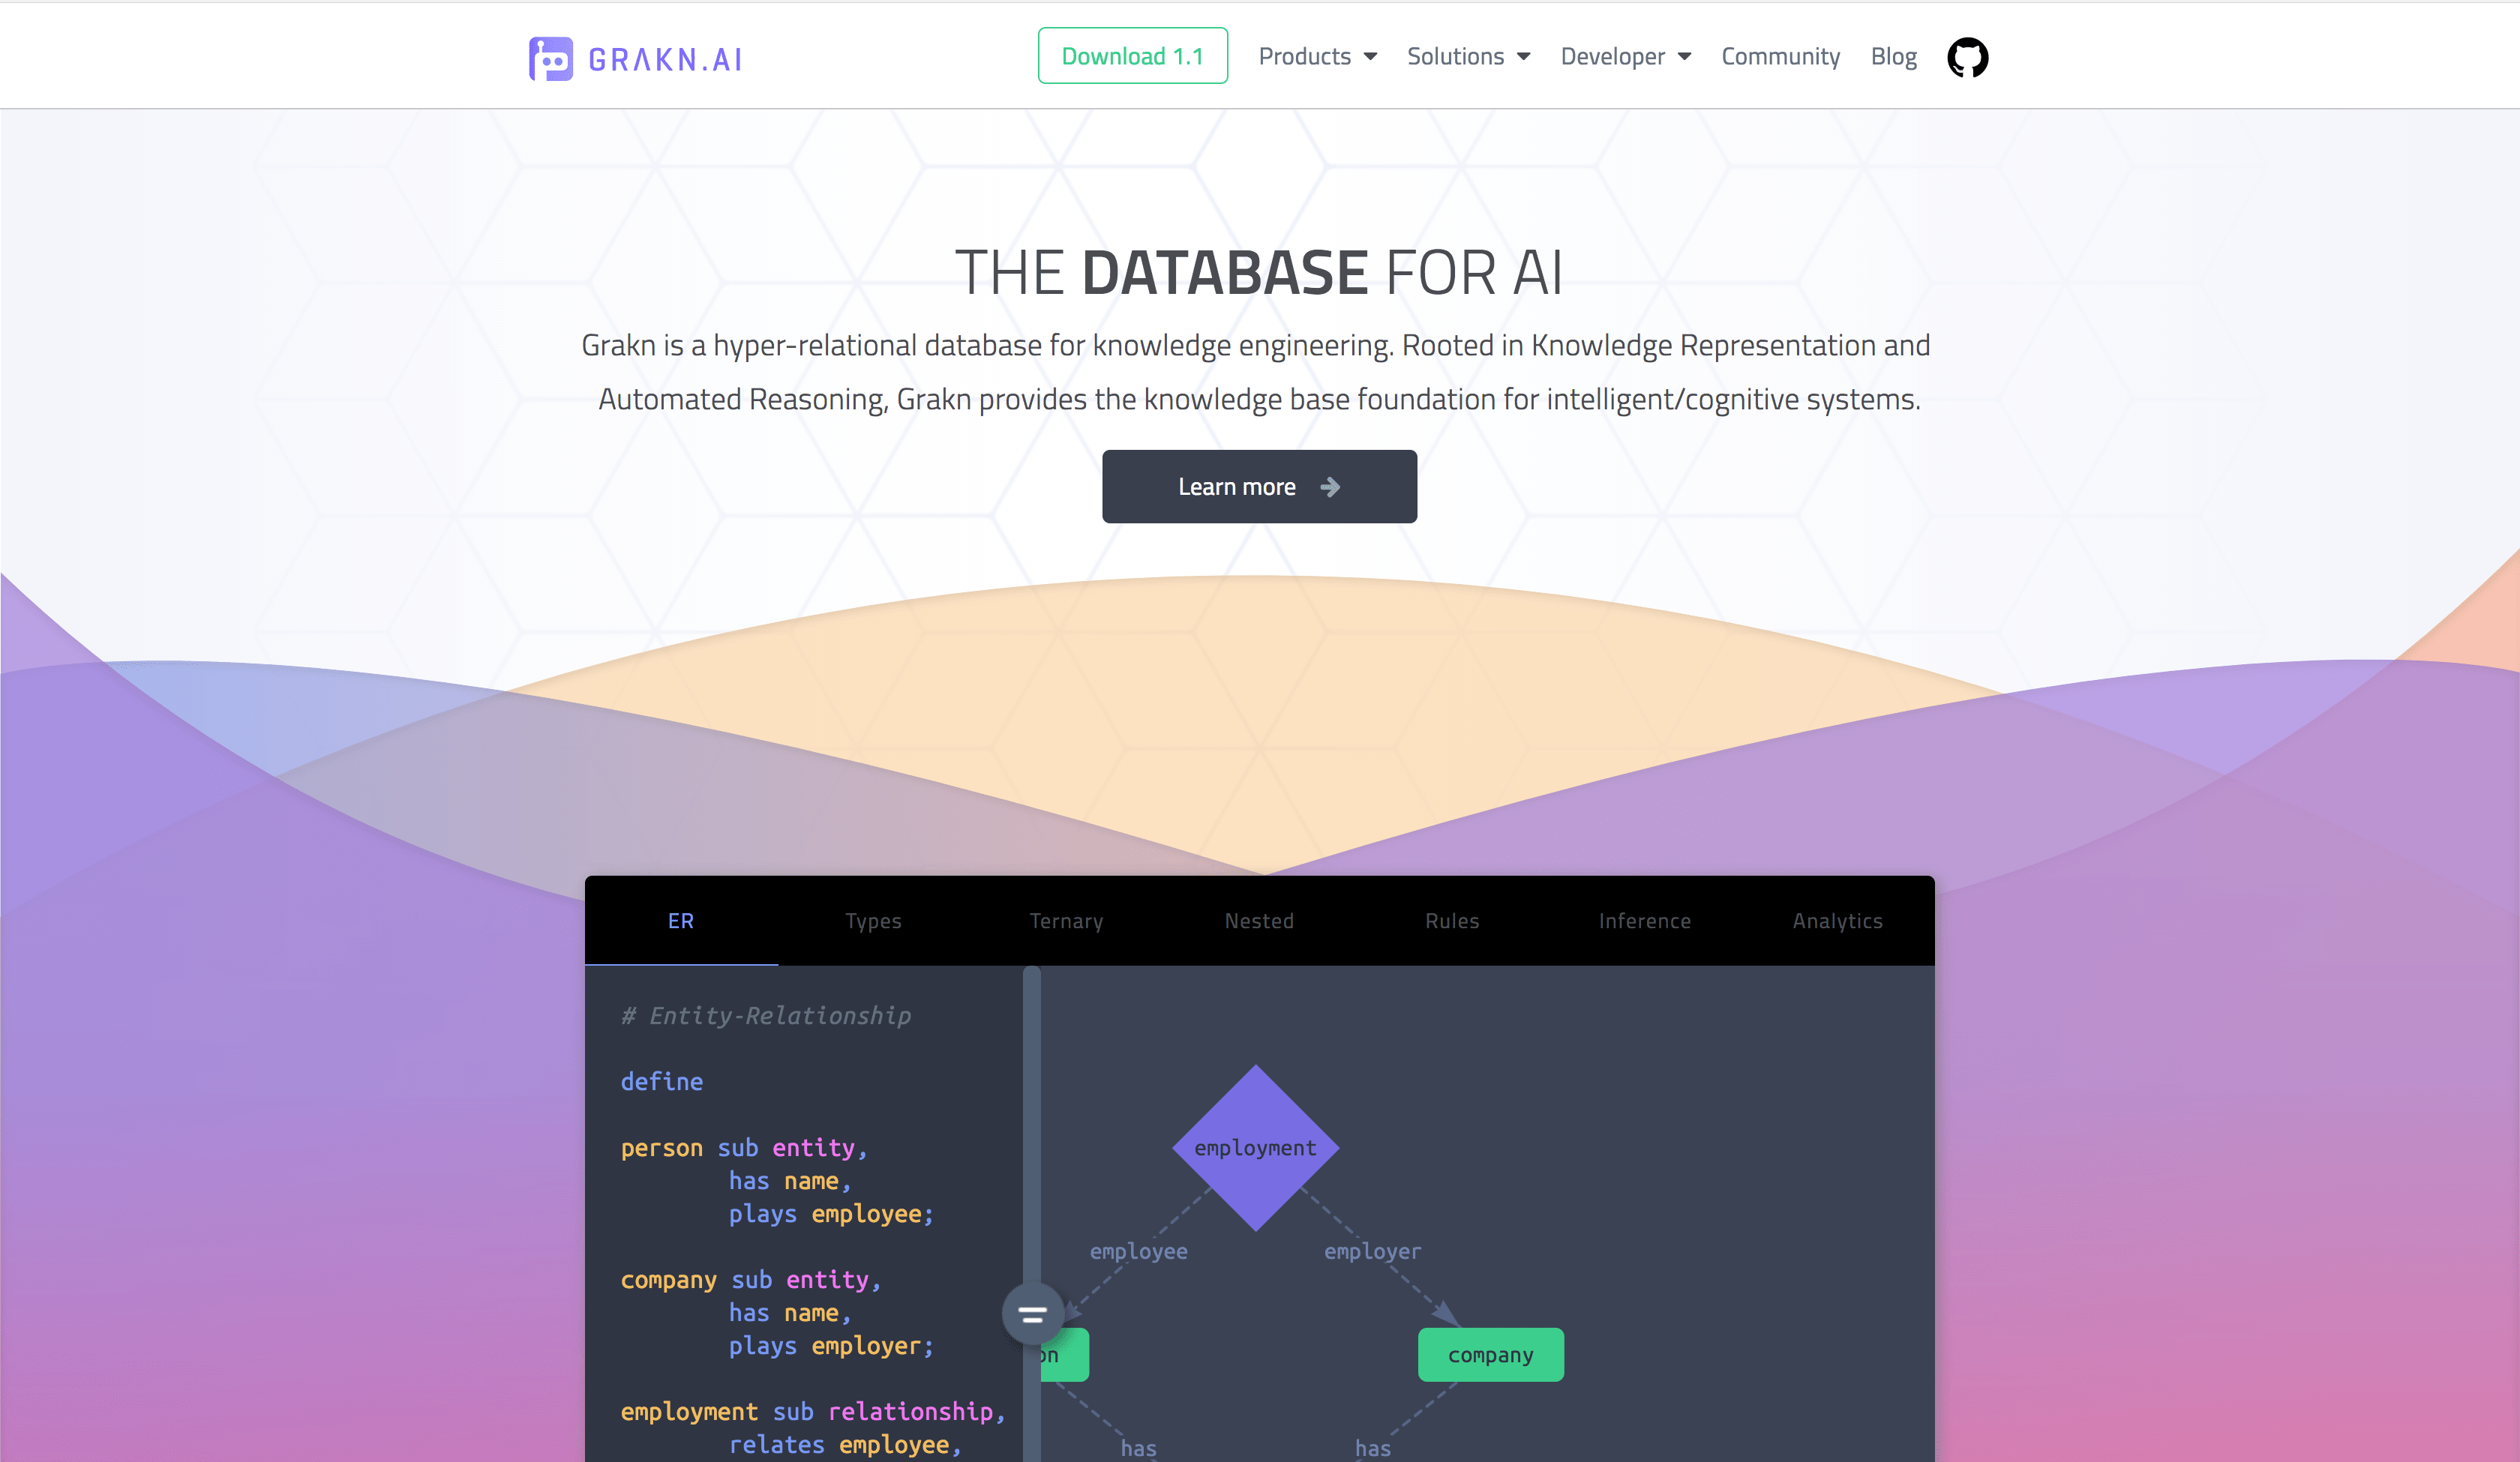 GRAKN.AI
Download 1.1 Products Solutions Developer Community Blog
THE DATABASE FOR AI
Grakn is a hyper-relational database for knowledge engineering. Rooted in Knowledge Representation and
Automated Reasoning, Grakn provides the knowledge base foundation for intelligent/cognitive systems.
Learn more
ER Types Ternary Nested Rules Inference Analytics
# Entity-Relationship
define
person sub entity,
has name,
plays employee;
company sub entity,
has name,
plays employer;
employment sub relationship,
relates employee,
employment
employee employer
on company
has has